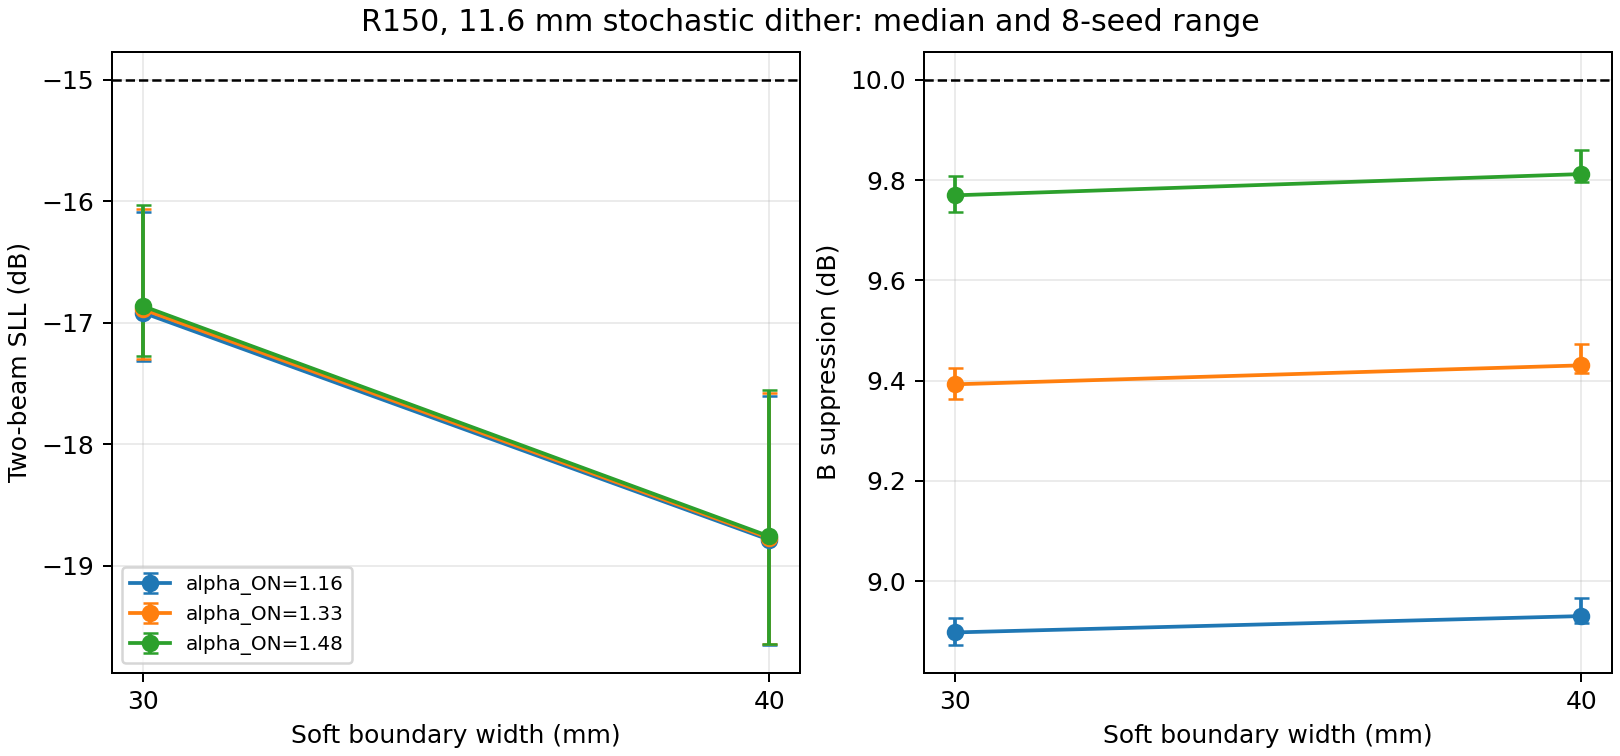 R150, 11.6 mm stochastic dither: median and 8-seed range
Two-beam SLL (dB)
−15
−16
−17
−18
−19
alpha_ON=1.16
alpha_ON=1.33
alpha_ON=1.48
30
40
Soft boundary width (mm)
B suppression (dB)
10.0
9.8
9.6
9.4
9.2
9.0
30
40
Soft boundary width (mm)